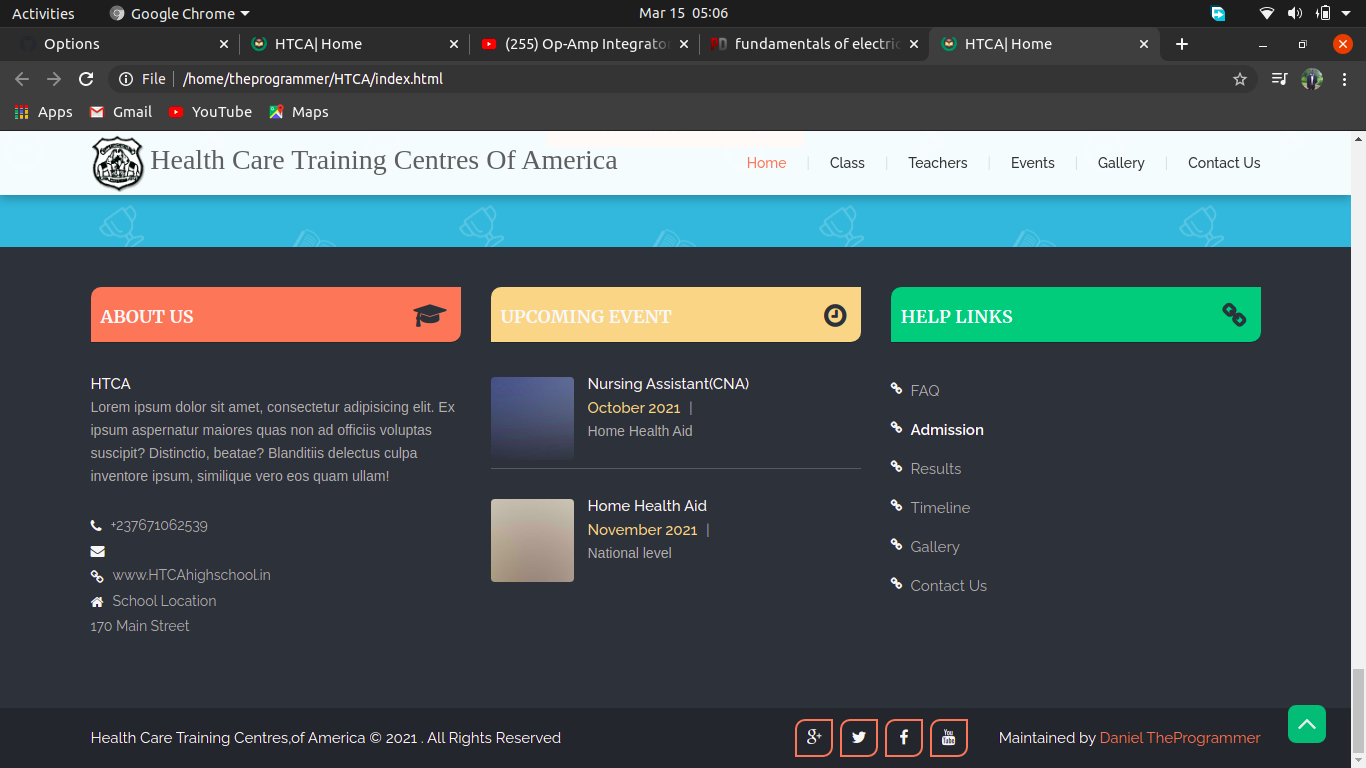 Activities
Google Chrome
Mar 15 05:06
Options
HTCA| Home
(255) Op-Amp Integrator
fundamentals of electric
HTCA| Home
File
/home/theprogrammer/HTCA/index.html
Apps
Gmail
YouTube
Maps
Health Care Training Centres Of America
Home
Class
Teachers
Events
Gallery
Contact Us
ABOUT US
HTCA
Lorem ipsum dolor sit amet, consectetur adipisicing elit. Ex
ipsum aspernatur maiores quas non ad officiis voluptas
suscipit? Distinctio, beatae? Blanditiis delectus culpa
inventore ipsum, similique vero eos quam ullam!
+237671062539
www.HTCAhighschool.in
School Location
170 Main Street
UPCOMING EVENT
Nursing Assistant(CNA)
October 2021 |
Home Health Aid
Home Health Aid
November 2021 |
National level
HELP LINKS
FAQ
Admission
Results
Timeline
Gallery
Contact Us
Health Care Training Centres,of America © 2021 . All Rights Reserved
Maintained by Daniel TheProgrammer